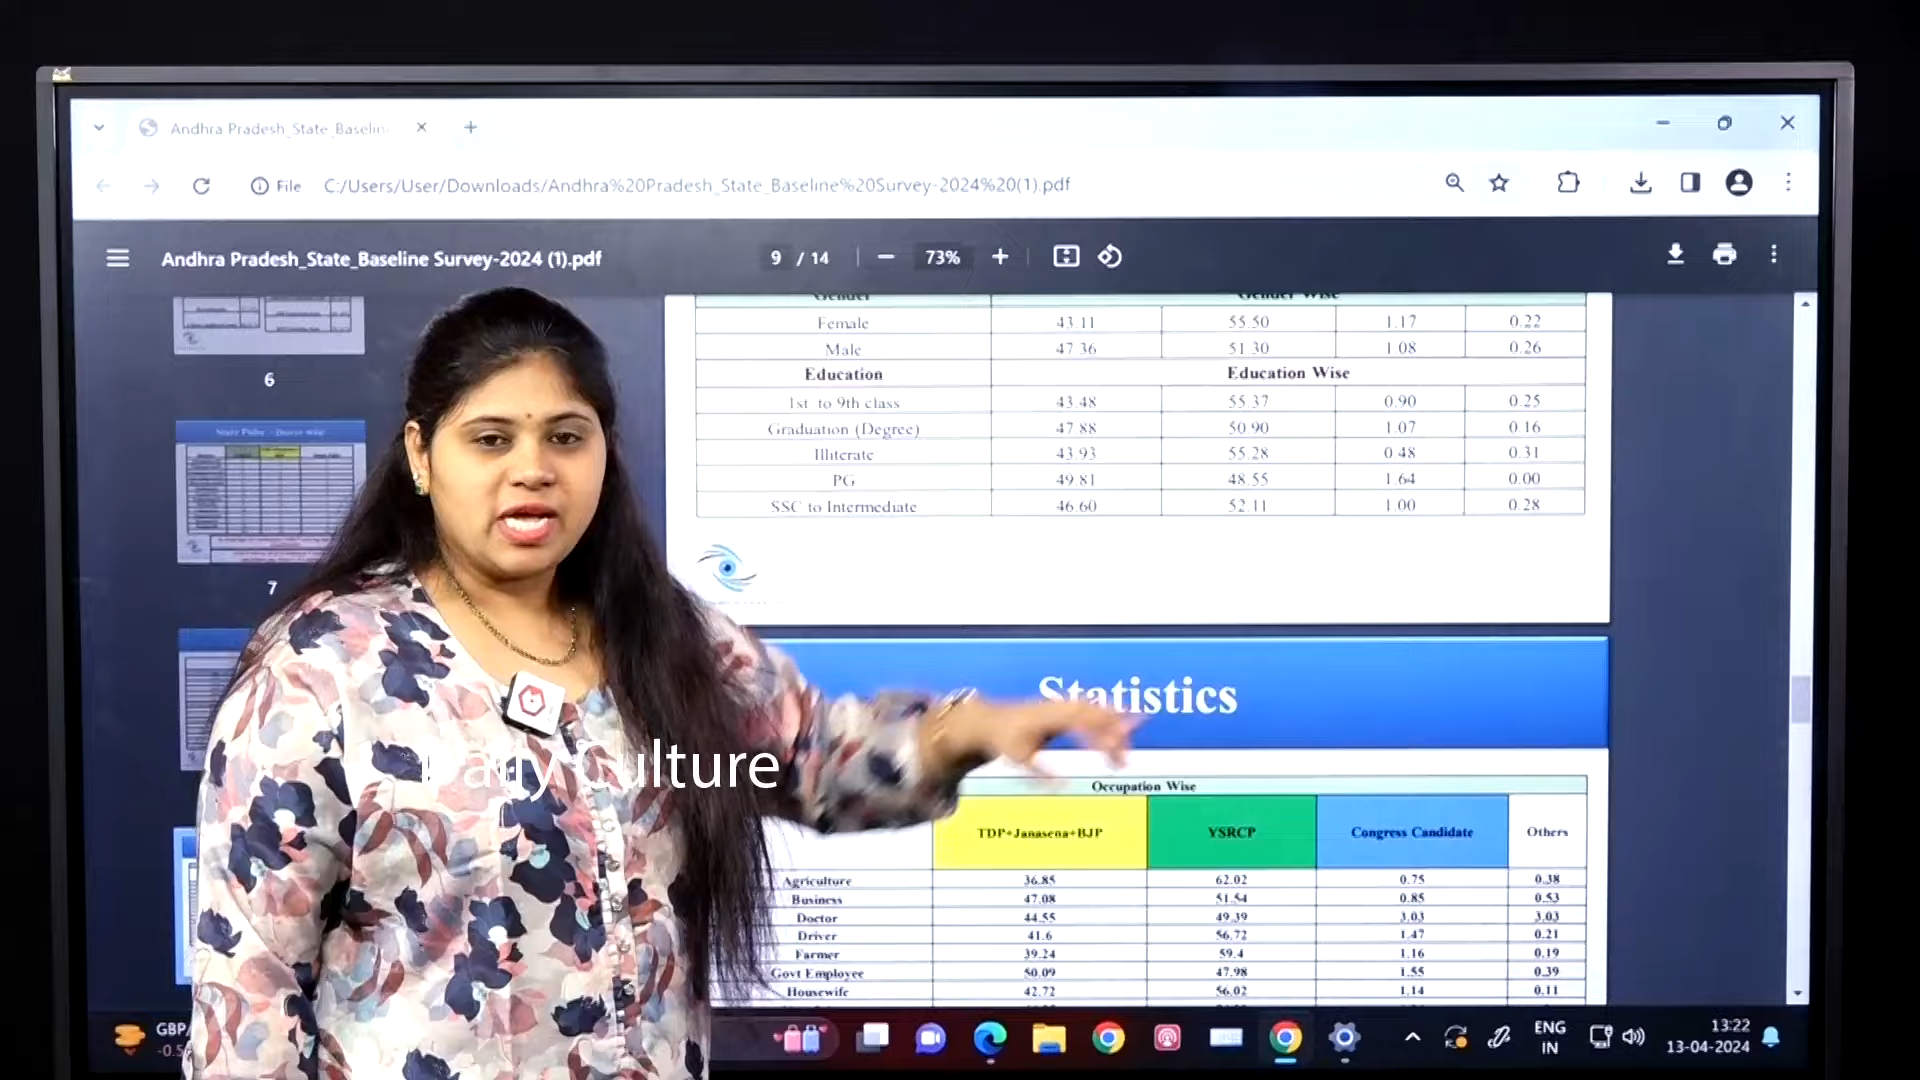 Andhra Pradesh_State_Baselin
File C:/Users/User/Downloads/Andhra%20Pradesh_State_Baseline%20Survey-2024%20(1).pdf
Andhra Pradesh_State_Baseline Survey-2024 (1).pdf 9 / 14 73%
Gender Gender Wise
Female 43.11 55.50 1.17 0.22
Male 47.36 51.30 1.08 0.26
Education Education Wise
1st to 9th class 43.48 55.37 0.90 0.25
Graduation (Degree) 47.88 50.90 1.07 0.16
Illiterate 43.93 55.28 0.48 0.31
PG 49.81 48.55 1.64 0.00
SSC to Intermediate 46.60 52.11 1.00 0.28
6
7
Statistics
Daily Culture
Occupation Wise
TDP+Janasena+BJP YSRCP Congress Candidate Others
Agriculture 36.85 62.02 0.75 0.38
Business 47.08 51.54 0.85 0.53
Doctor 44.55 49.39 3.03 3.03
Driver 41.6 56.72 1.47 0.21
Farmer 39.24 59.4 1.16 0.19
Govt Employee 50.09 47.98 1.55 0.39
Housewife 42.72 56.02 1.14 0.11
GBP/
-0.5
ENG
IN
13:22
13-04-2024